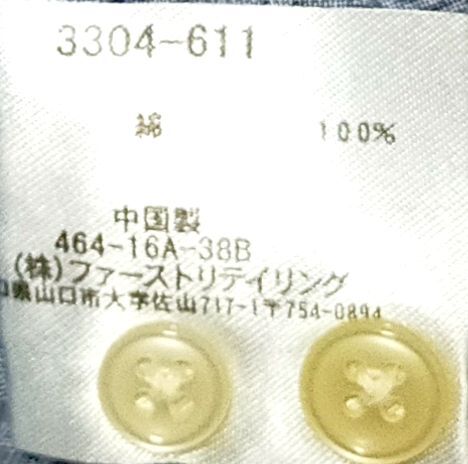 3304-611
綿 100%
中国製
464-16A-38B
(株)ファーストリテイリング
口県山口市大字佐山717-1〒754-0894